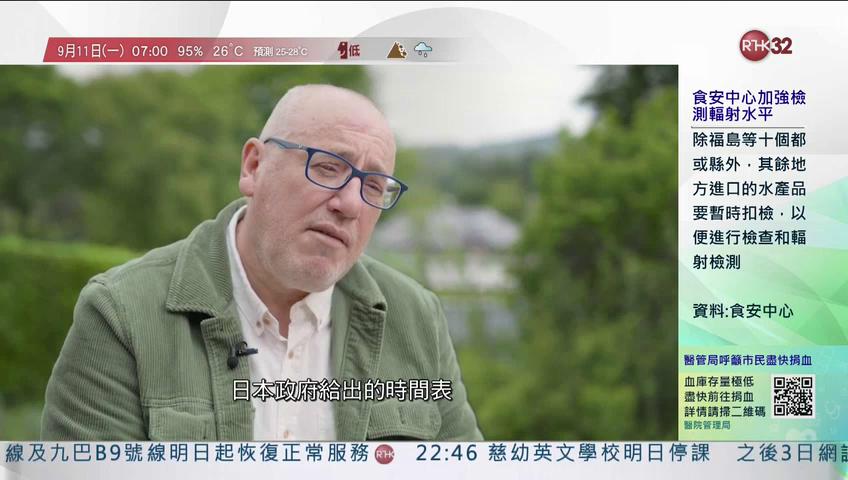 9月11日(一) 07:00 95% 26°C 預測 25-28°C 低
RTHK 32
食安中心加強檢
測輻射水平
除福島等十個都
或縣外，其餘地
方進口的水產品
要暫時扣檢，以
便進行檢查和輻
射檢測
資料:食安中心
醫管局呼籲市民盡快捐血
血庫存量極低
盡快前往捐血
詳情請掃二維碼
醫院管理局
日本政府給出的時間表
線及九巴B9號線明日起恢復正常服務 RTHK 22:46 慈幼英文學校明日停課 之後3日網